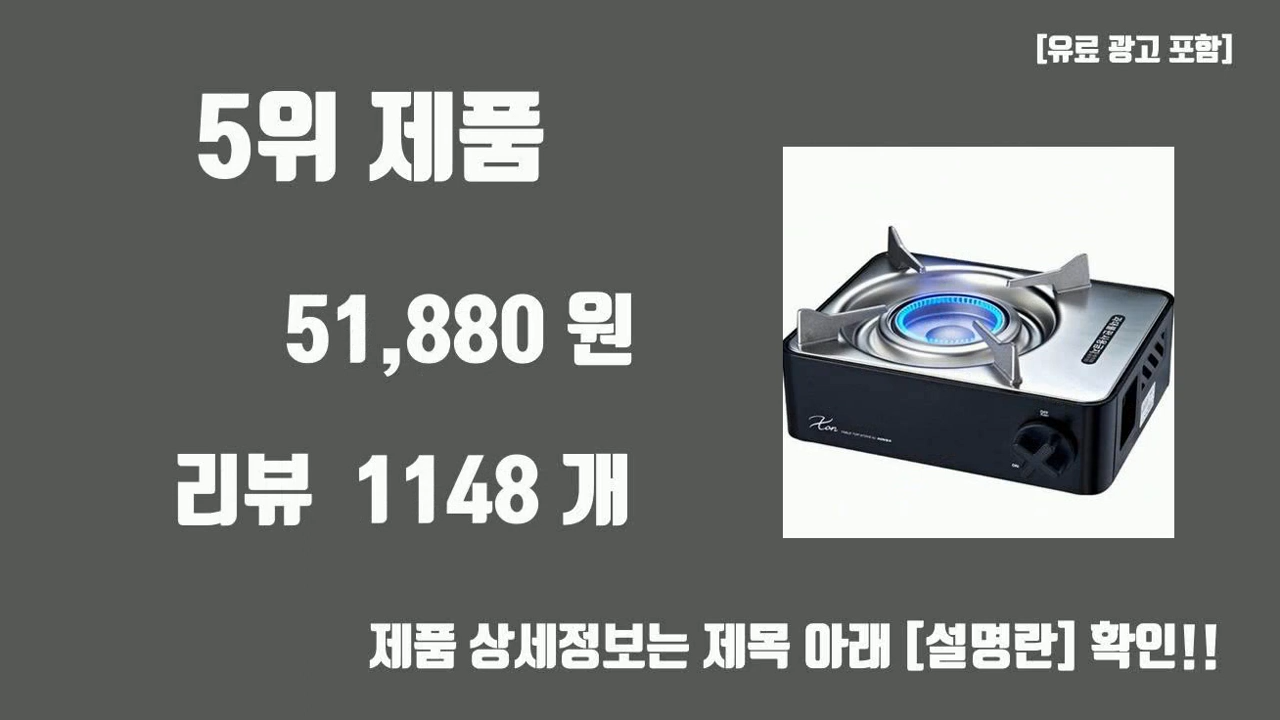 [유료 광고 포함]
5위 제품
51,880 원
리뷰 1148 개
Xon
제품 상세정보는 제목 아래 [설명란] 확인!!